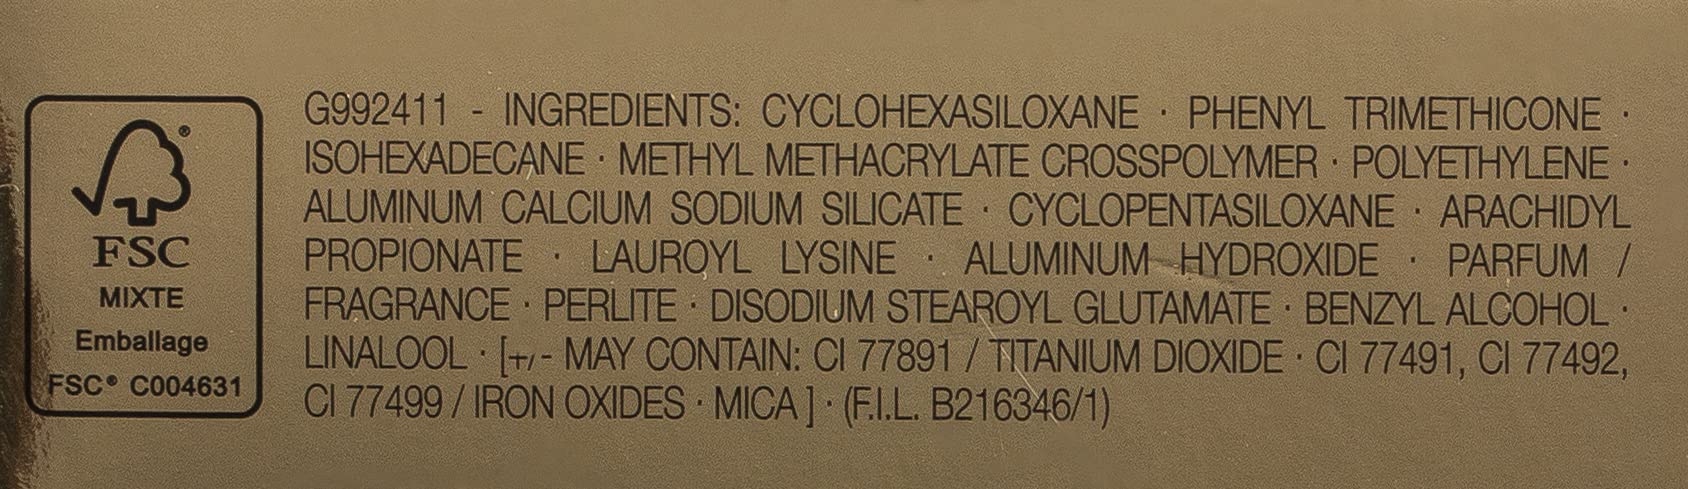 ®
FSC
MIXTE
Emballage
FSC® C004631
G992411 - INGREDIENTS: CYCLOHEXASILOXANE · PHENYL TRIMETHICONE ·
ISOHEXADECANE · METHYL METHACRYLATE CROSSPOLYMER · POLYETHYLENE ·
ALUMINUM CALCIUM SODIUM SILICATE · CYCLOPENTASILOXANE · ARACHIDYL
PROPIONATE · LAUROYL LYSINE · ALUMINUM HYDROXIDE · PARFUM /
FRAGRANCE · PERLITE · DISODIUM STEAROYL GLUTAMATE · BENZYL ALCOHOL ·
LINALOOL · [+/- MAY CONTAIN: CI 77891 / TITANIUM DIOXIDE · CI 77491, CI 77492,
CI 77499 / IRON OXIDES · MICA ] · (F.I.L. B216346/1)